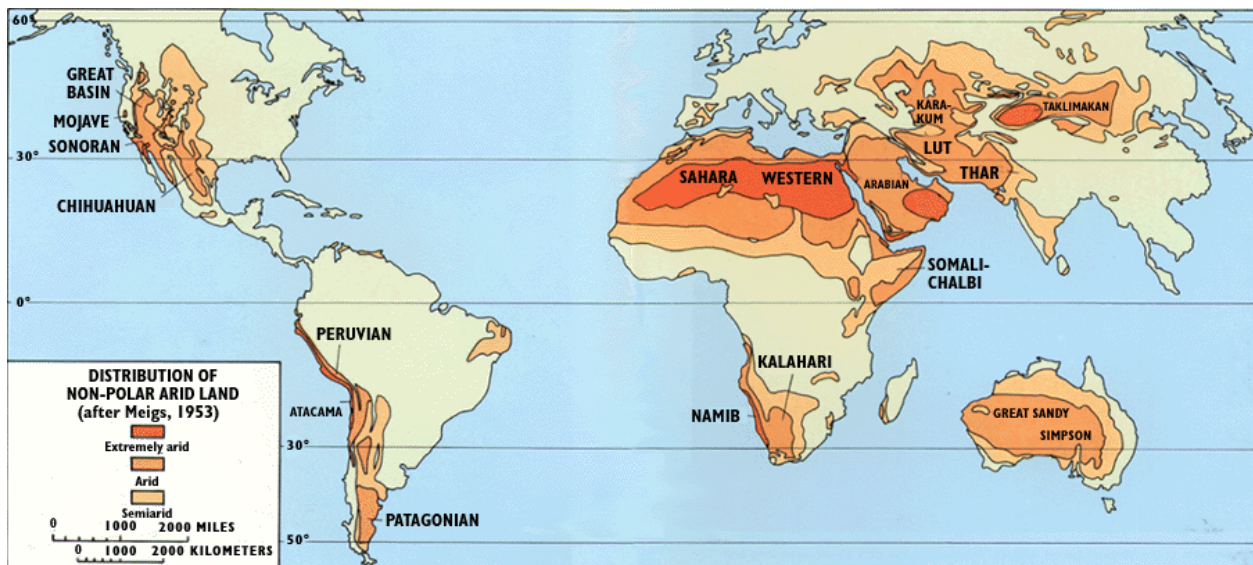 60°
GREAT
BASIN
MOJAVE
SONORAN
30°
CHIHUAHUAN
KARA-
KUM
TAKLIMAKAN
LUT
THAR
SAHARA
WESTERN
ARABIAN
SOMALI-
CHALBI
0°
PERUVIAN
ATACAMA
30°
PATAGONIAN
50°
KALAHARI
NAMIB
GREAT SANDY
SIMPSON
DISTRIBUTION OF
NON-POLAR ARID LAND
(after Meigs, 1953)
Extremely arid
Arid
Semiarid
0 1000 2000 MILES
0 1000 2000 KILOMETERS